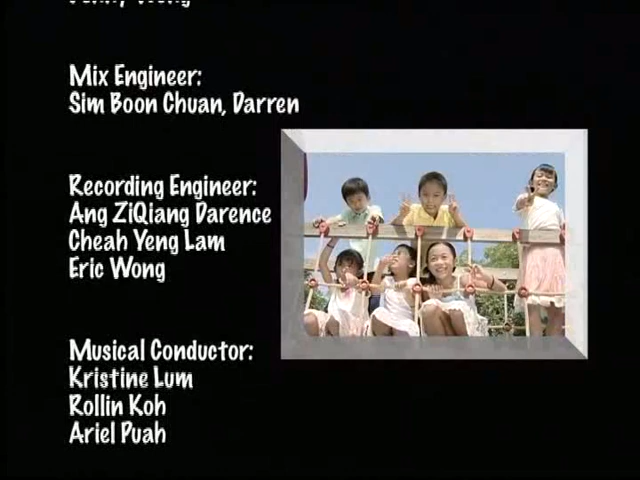 Mix Engineer:
Sim Boon Chuan, Darren
Recording Engineer:
Ang ZiQiang Darence
Cheah Yeng Lam
Eric Wong
Musical Conductor:
Kristine Lum
Rollin Koh
Ariel Puah